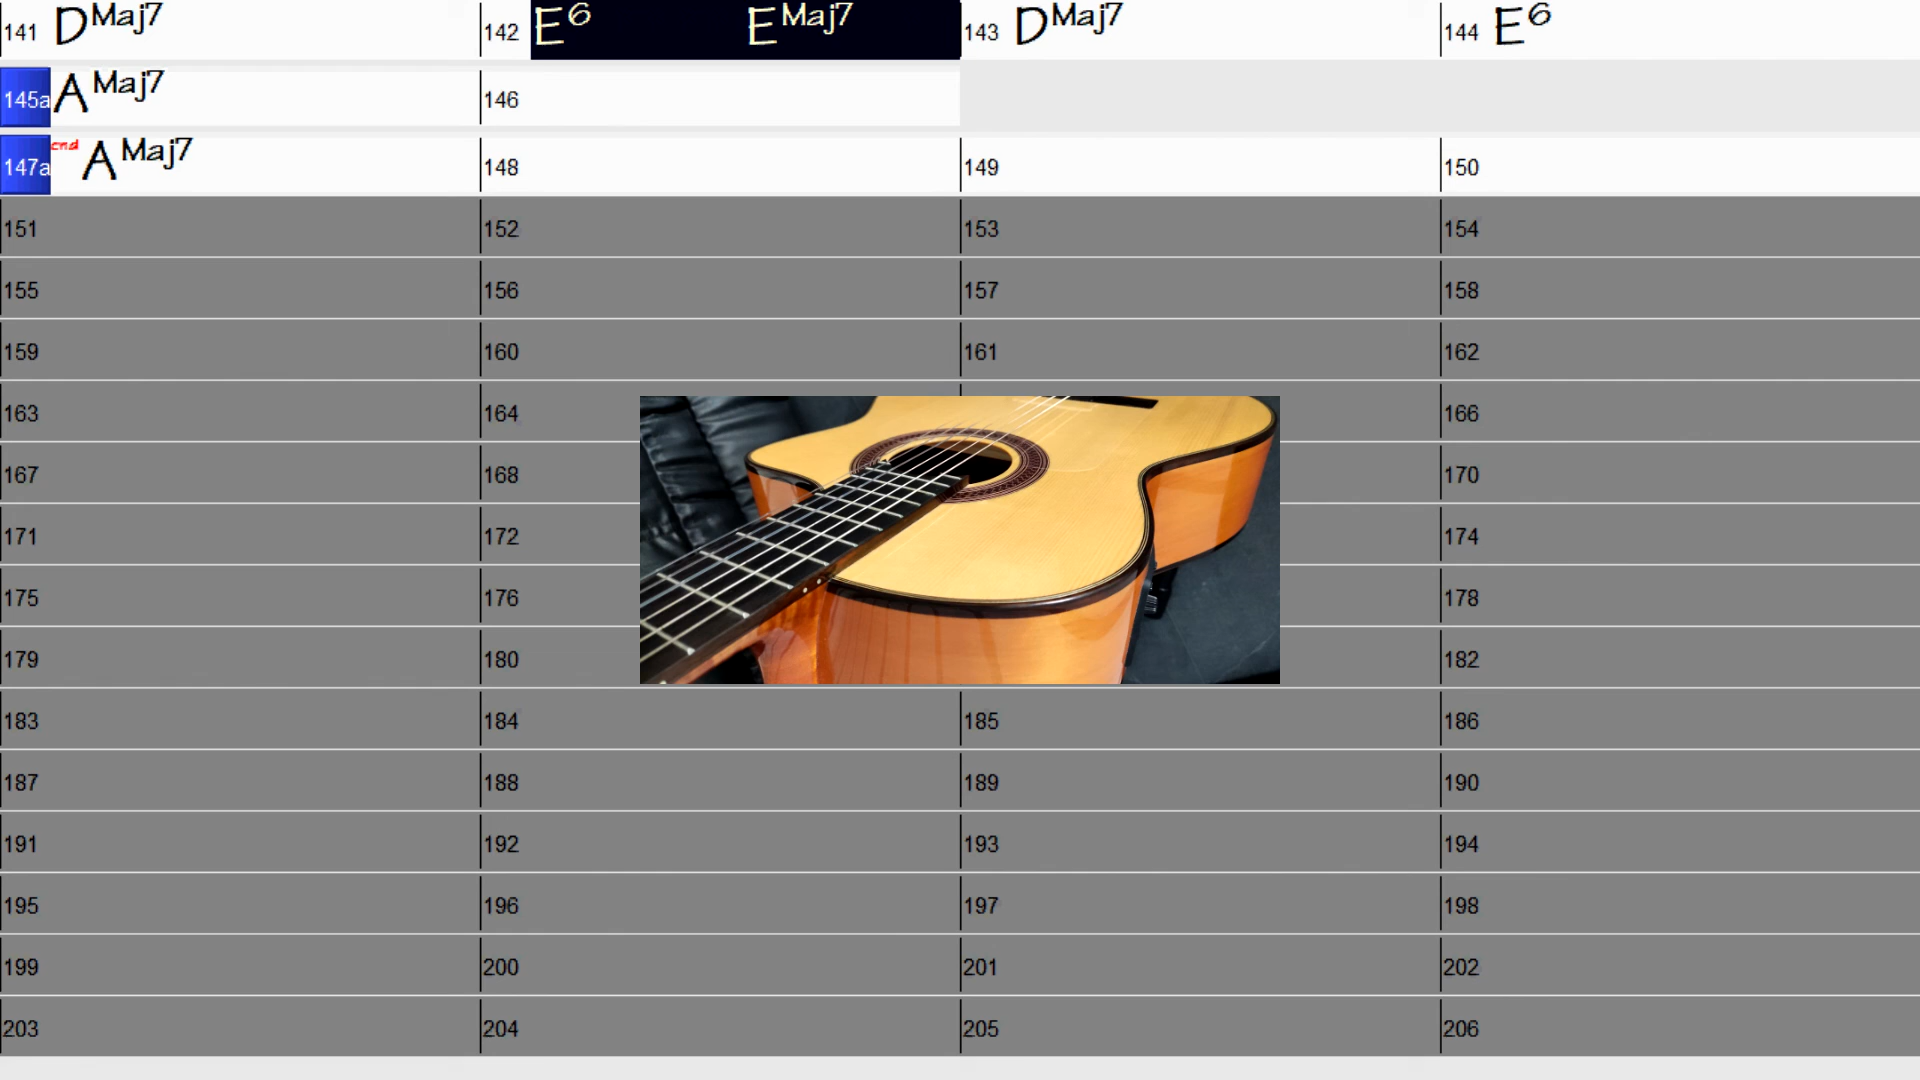 141 DMaj7 142 E6 EMaj7 143 DMaj7 144 E6
145a AMaj7 146
147a end AMaj7 148 149 150
151 152 153 154
155 156 157 158
159 160 161 162
163 164 166
167 168 170
171 172 174
175 176 178
179 180 182
183 184 185 186
187 188 189 190
191 192 193 194
195 196 197 198
199 200 201 202
203 204 205 206